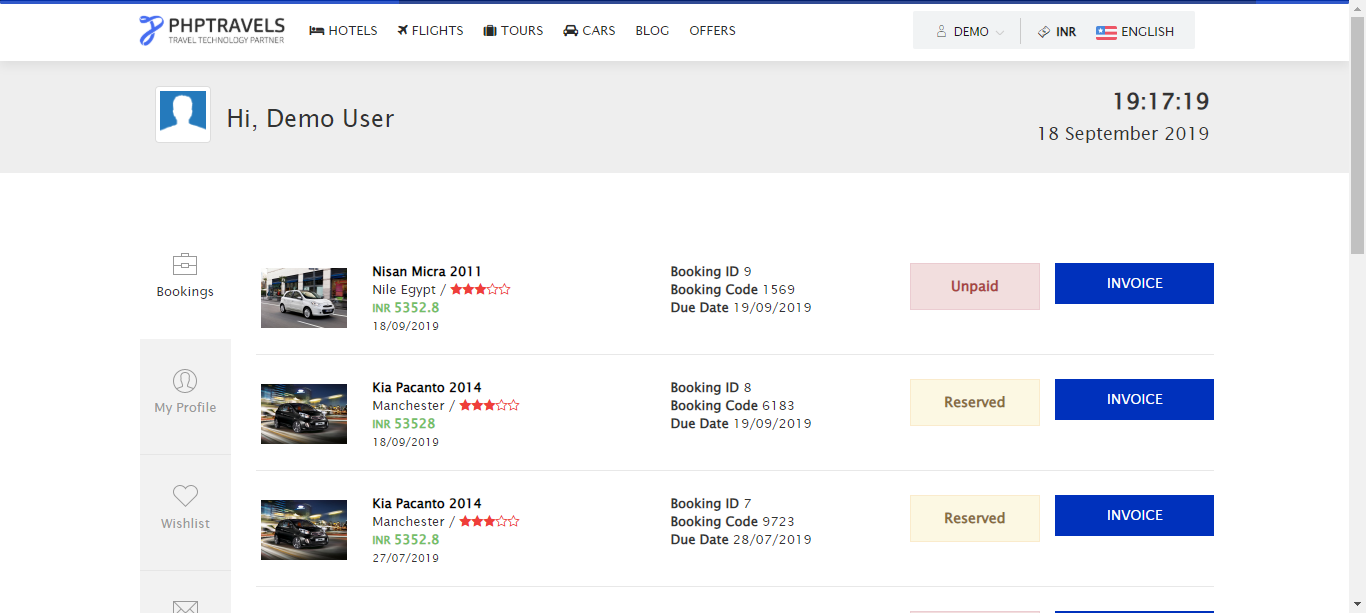 PHPTRAVELS
TRAVEL TECHNOLOGY PARTNER
HOTELS FLIGHTS TOURS CARS BLOG OFFERS
DEMO INR ENGLISH
Hi, Demo User
19:17:19
18 September 2019
Bookings
My Profile
Wishlist
Nisan Micra 2011
Nile Egypt /
INR 5352.8
18/09/2019
Booking ID 9
Booking Code 1569
Due Date 19/09/2019
Unpaid
INVOICE
Kia Pacanto 2014
Manchester /
INR 53528
18/09/2019
Booking ID 8
Booking Code 6183
Due Date 19/09/2019
Reserved
INVOICE
Kia Pacanto 2014
Manchester /
INR 5352.8
27/07/2019
Booking ID 7
Booking Code 9723
Due Date 28/07/2019
Reserved
INVOICE